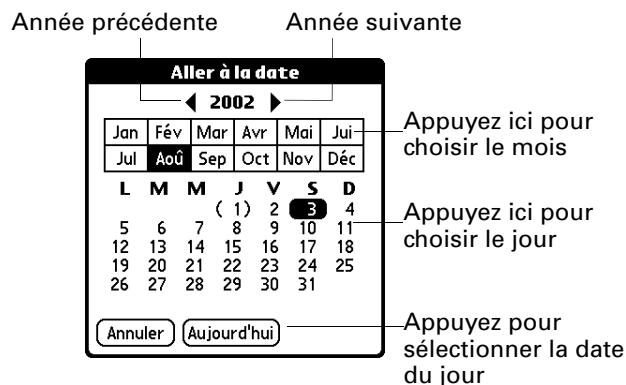 Année précédente
Année suivante
Aller à la date
2002
Jan Fév Mar Avr Mai Jui
Jul Aoû Sep Oct Nov Déc
L M M J V S D
( 1) 2 3 4
5 6 7 8 9 10 11
12 13 14 15 16 17 18
19 20 21 22 23 24 25
26 27 28 29 30 31
Annuler Aujourd'hui
Appuyez ici pour
choisir le mois
Appuyez ici pour
choisir le jour
Appuyez pour
sélectionner la date
du jour